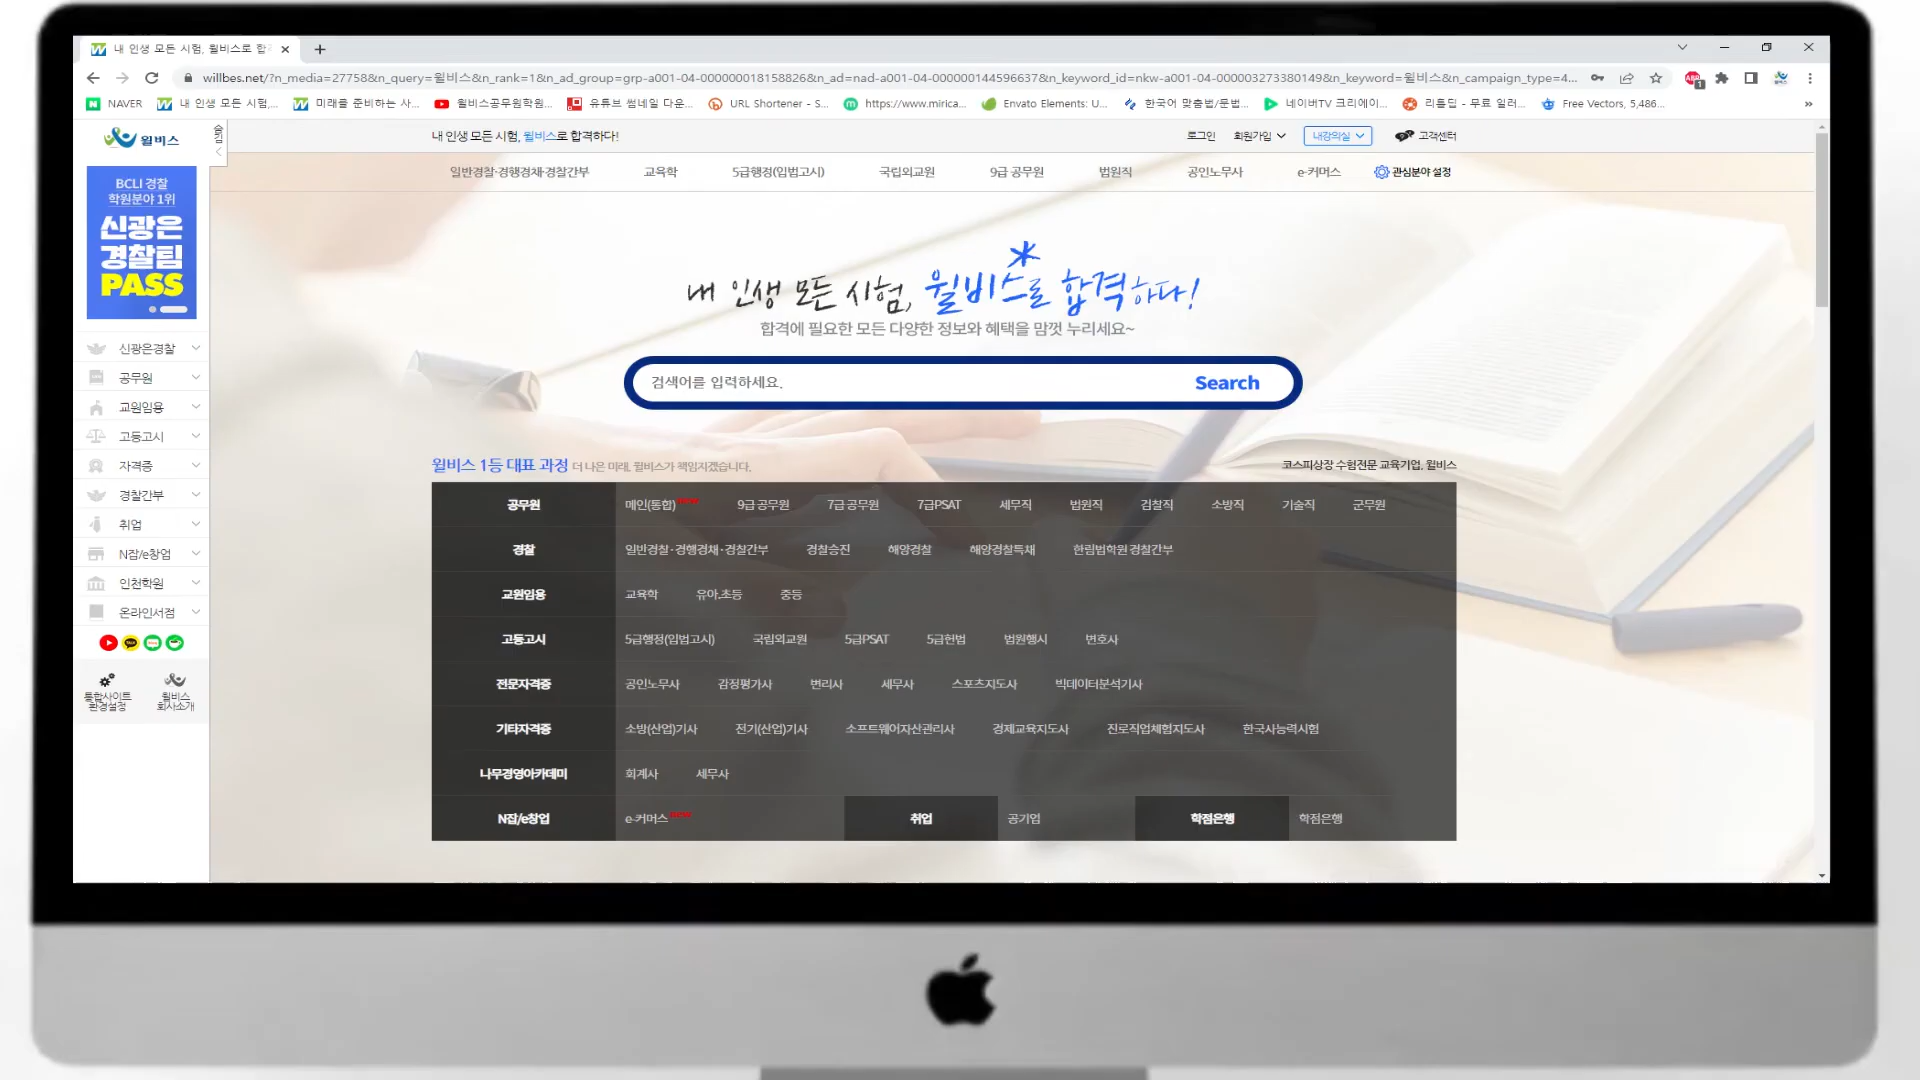 내 인생 모든 시험, 윌비스로 합격
willbes.net/?n_media=27758&n_query=윌비스&n_rank=1&n_ad_group=grp-a001-04-000000018158826&n_ad=nad-a001-04-000000144596637&n_keyword_id=nkw-a001-04-000003273380149&n_keyword=윌비스&n_campaign_type=4...
NAVER 내 인생 모든 시험,... 미래를 준비하는 사... 윌비스공무원학원... 유튜브 썸네일 다운... URL Shortener - S... https://www.mirica... Envato Elements: U... 한국어 맞춤법/문법... 네이버TV 크리에이... 리틀딥 - 무료 일러... Free Vectors, 5,486... »
윌비스 숨김
내 인생 모든 시험, 윌비스로 합격하다!
로그인 회원가입 내강의실 고객센터
일반경찰·경행경채·경찰간부 교육학 5급행정(입법고시) 국립외교원 9급 공무원 법원직 공인노무사 e-커머스 관심분야 설정
BCLI 경찰
학원분야 1위
신광은
경찰팀
PASS
신광은경찰
공무원
교원임용
고등고시
자격증
경찰간부
취업
N잡/e창업
인천학원
온라인서점
통합사이트
환경설정
윌비스
회사소개
내 인생 모든 시험, 윌비스로 합격하다!
합격에 필요한 모든 다양한 정보와 혜택을 맘껏 누리세요~
검색어를 입력하세요. Search
윌비스 1등 대표 과정 더 나은 미래, 윌비스가 책임지겠습니다.
코스피상장 수험전문 교육기업, 윌비스
공무원 메인(통합) 9급 공무원 7급 공무원 7급PSAT 세무직 법원직 검찰직 소방직 기술직 군무원
경찰 일반경찰·경행경채·경찰간부 경찰승진 해양경찰 해양경찰특채 한림법학원 경찰간부
교원임용 교육학 유아,초등 중등
고등고시 5급행정(입법고시) 국립외교원 5급PSAT 5급헌법 법원행시 변호사
전문자격증 공인노무사 감정평가사 변리사 세무사 스포츠지도사 빅데이터분석기사
기타자격증 소방(산업)기사 전기(산업)기사 소프트웨어자산관리사 경제교육지도사 진로직업체험지도사 한국사능력시험
나무경영아카데미 회계사 세무사
N잡/e창업 e-커머스 취업 공기업 학점은행 학점은행